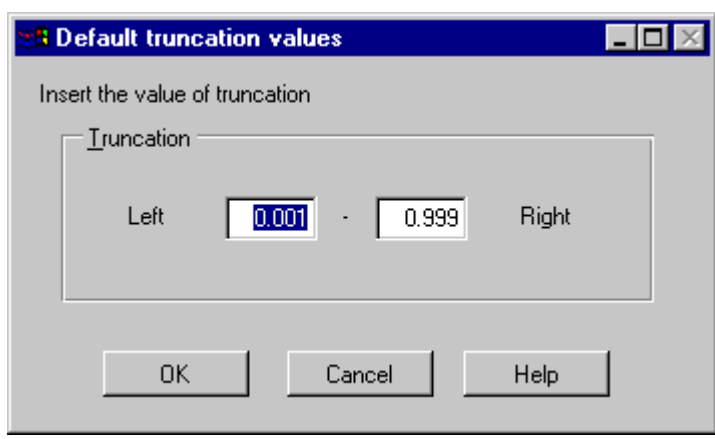 Default truncation values
Insert the value of truncation
Truncation
Left 0.001 - 0.999 Right
OK Cancel Help